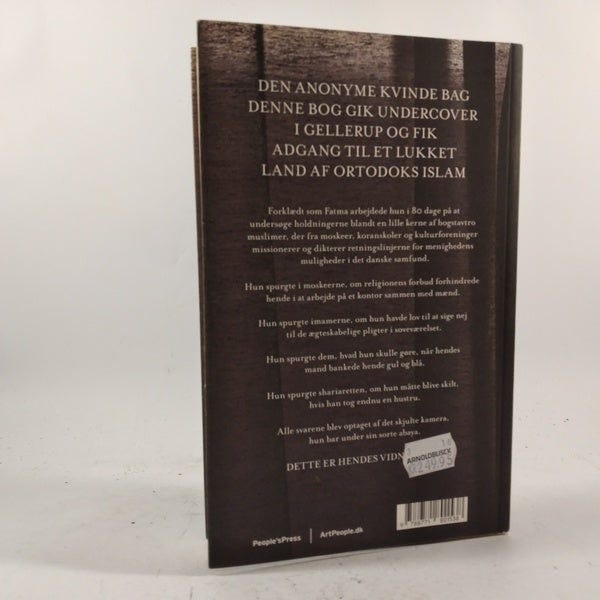 DEN ANONYME KVINDE BAG
DENNE BOG GIK UNDERCOVER
I GELLERUP OG FIK
ADGANG TIL ET LUKKET
LAND AF ORTODOKS ISLAM
Forklædt som Fatma arbejdede hun i 80 dage på at
undersøge holdningerne blandt en lille kerne af bogstavtro
muslimer, der fra moskeer, koranskoler og kulturforeninger
missionerer og dikterer retningslinjerne for menighedens
muligheder i det danske samfund.
Hun spurgte i moskeerne, om religionens forbud forhindrede
hende i at arbejde på et kontor sammen med mænd.
Hun spurgte imamerne, om hun havde lov til at sige nej
til de ægteskabelige pligter i soveværelset.
Hun spurgte dem, hvad hun skulle gøre, når hendes
mand bankede hende gul og blå.
Hun spurgte shariaretten, om hun måtte blive skilt,
hvis han tog endnu en hustru.
Alle svarene blev optaget af det skjulte kamera,
hun bar under sin sorte abaya.
DETTE ER HENDES VIDN
ARNOLDBUSCK
249.95
People'sPress | ArtPeople.dk